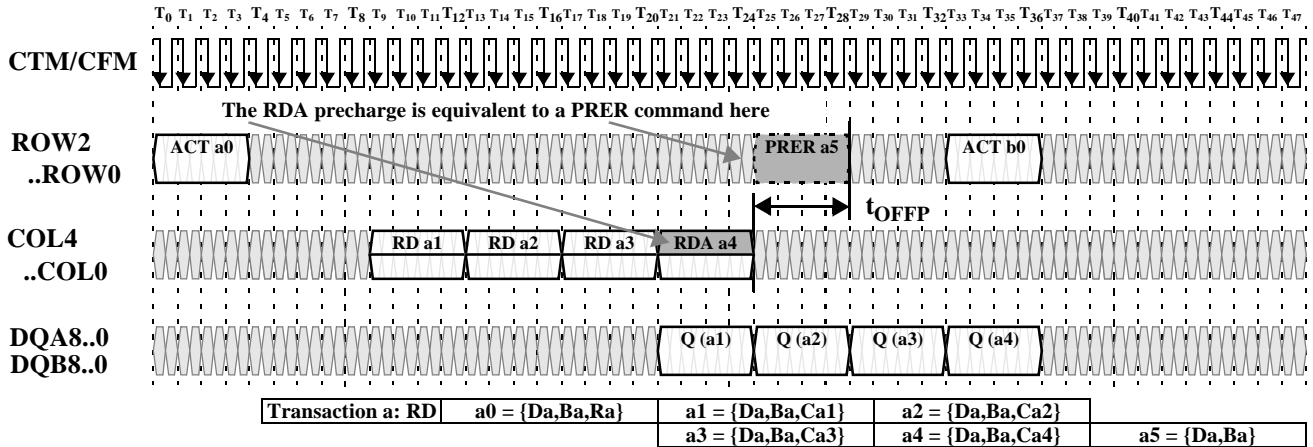 T0 T1 T2 T3 T4 T5 T6 T7 T8 T9 T10 T11 T12 T13 T14 T15 T16 T17 T18 T19 T20 T21 T22 T23 T24 T25 T26 T27 T28 T29 T30 T31 T32 T33 T34 T35 T36 T37 T38 T39 T40 T41 T42 T43 T44 T45 T46 T47
CTM/CFM
The RDA precharge is equivalent to a PRER command here
ROW2
..ROW0
ACT a0
PRER a5
ACT b0
tOFFP
COL4
..COL0
RD a1
RD a2
RD a3
RDA a4
DQA8..0
DQB8..0
Q (a1)
Q (a2)
Q (a3)
Q (a4)
Transaction a: RD
a0 = {Da,Ba,Ra}
a1 = {Da,Ba,Ca1}
a2 = {Da,Ba,Ca2}
a3 = {Da,Ba,Ca3}
a4 = {Da,Ba,Ca4}
a5 = {Da,Ba}